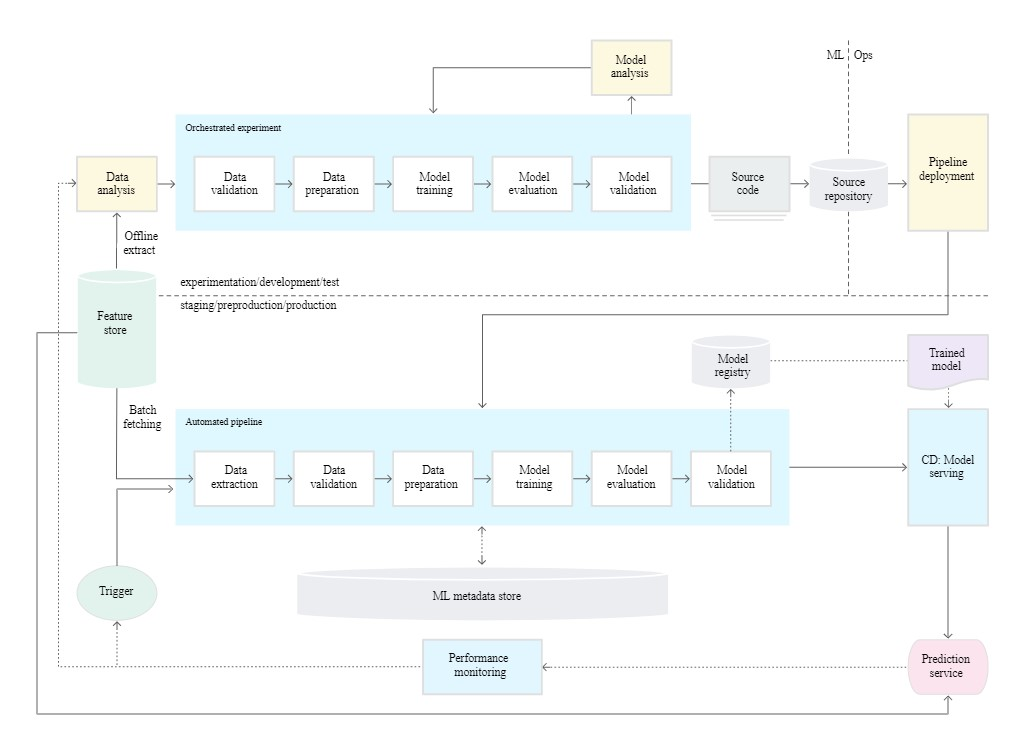 Model
analysis
ML
Ops
Orchestrated experiment
Data
validation
Data
preparation
Model
training
Model
evaluation
Model
validation
Data
analysis
Source
code
Source
repository
Pipeline
deployment
Offline
extract
experimentation/development/test
staging/preproduction/production
Feature
store
Model
registry
Trained
model
Batch
fetching
Automated pipeline
Data
extraction
Data
validation
Data
preparation
Model
training
Model
evaluation
Model
validation
CD: Model
serving
Trigger
ML metadata store
Performance
monitoring
Prediction
service